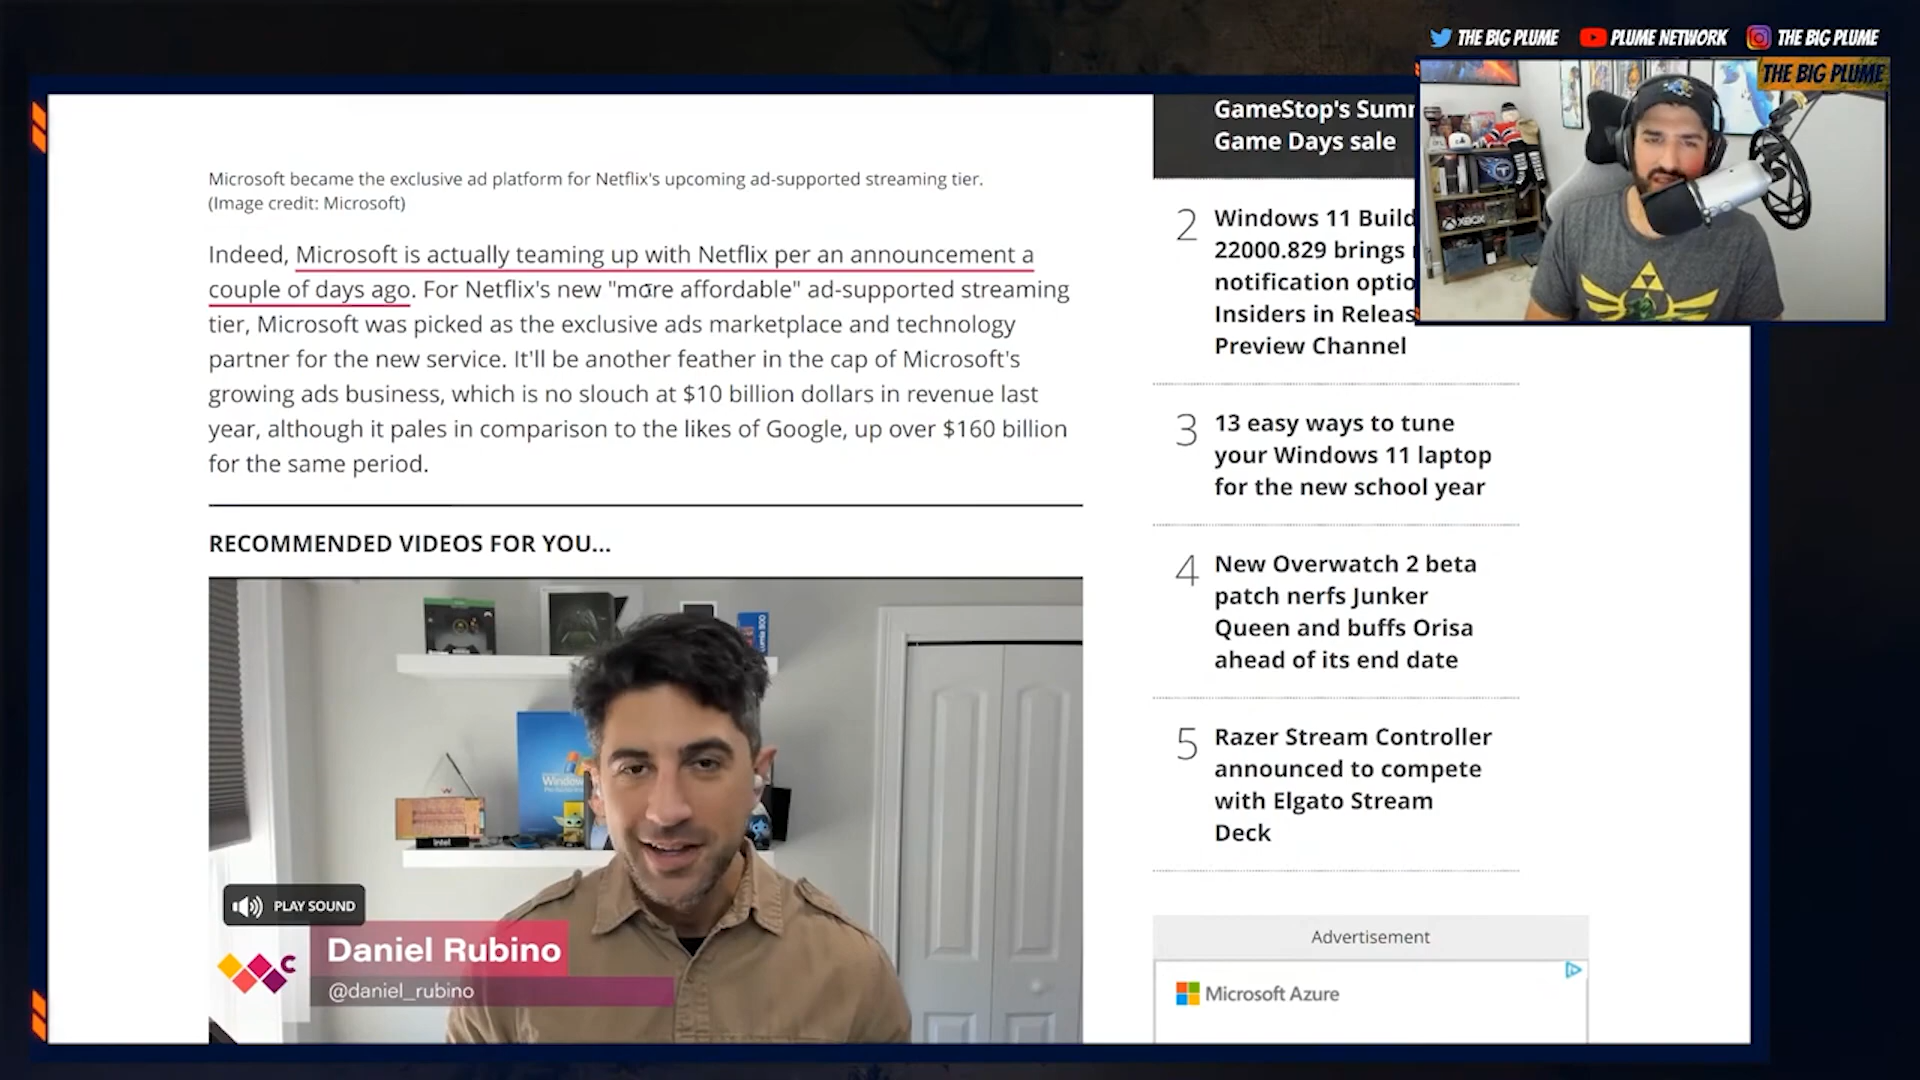 THE BIG PLUME
PLUME NETWORK
THE BIG PLUME
THE BIG PLUME
Microsoft became the exclusive ad platform for Netflix's upcoming ad-supported streaming tier.
(Image credit: Microsoft)
Indeed, Microsoft is actually teaming up with Netflix per an announcement a
couple of days ago. For Netflix's new "more affordable" ad-supported streaming
tier, Microsoft was picked as the exclusive ads marketplace and technology
partner for the new service. It'll be another feather in the cap of Microsoft's
growing ads business, which is no slouch at $10 billion dollars in revenue last
year, although it pales in comparison to the likes of Google, up over $160 billion
for the same period.
RECOMMENDED VIDEOS FOR YOU...
Windows
intel
Lumia 900
PLAY SOUND
C
Daniel Rubino
@daniel_rubino
GameStop's
Game Days sale
2
Windows 11 Build
22000.829 brings
notification
Insiders in
Preview Channel
3
13 easy ways to tune
your Windows 11 laptop
for the new school year
4
New Overwatch 2 beta
patch nerfs Junker
Queen and buffs Orisa
ahead of its end date
5
Razer Stream Controller
announced to compete
with Elgato Stream
Deck
Advertisement
Microsoft Azure
XBOX